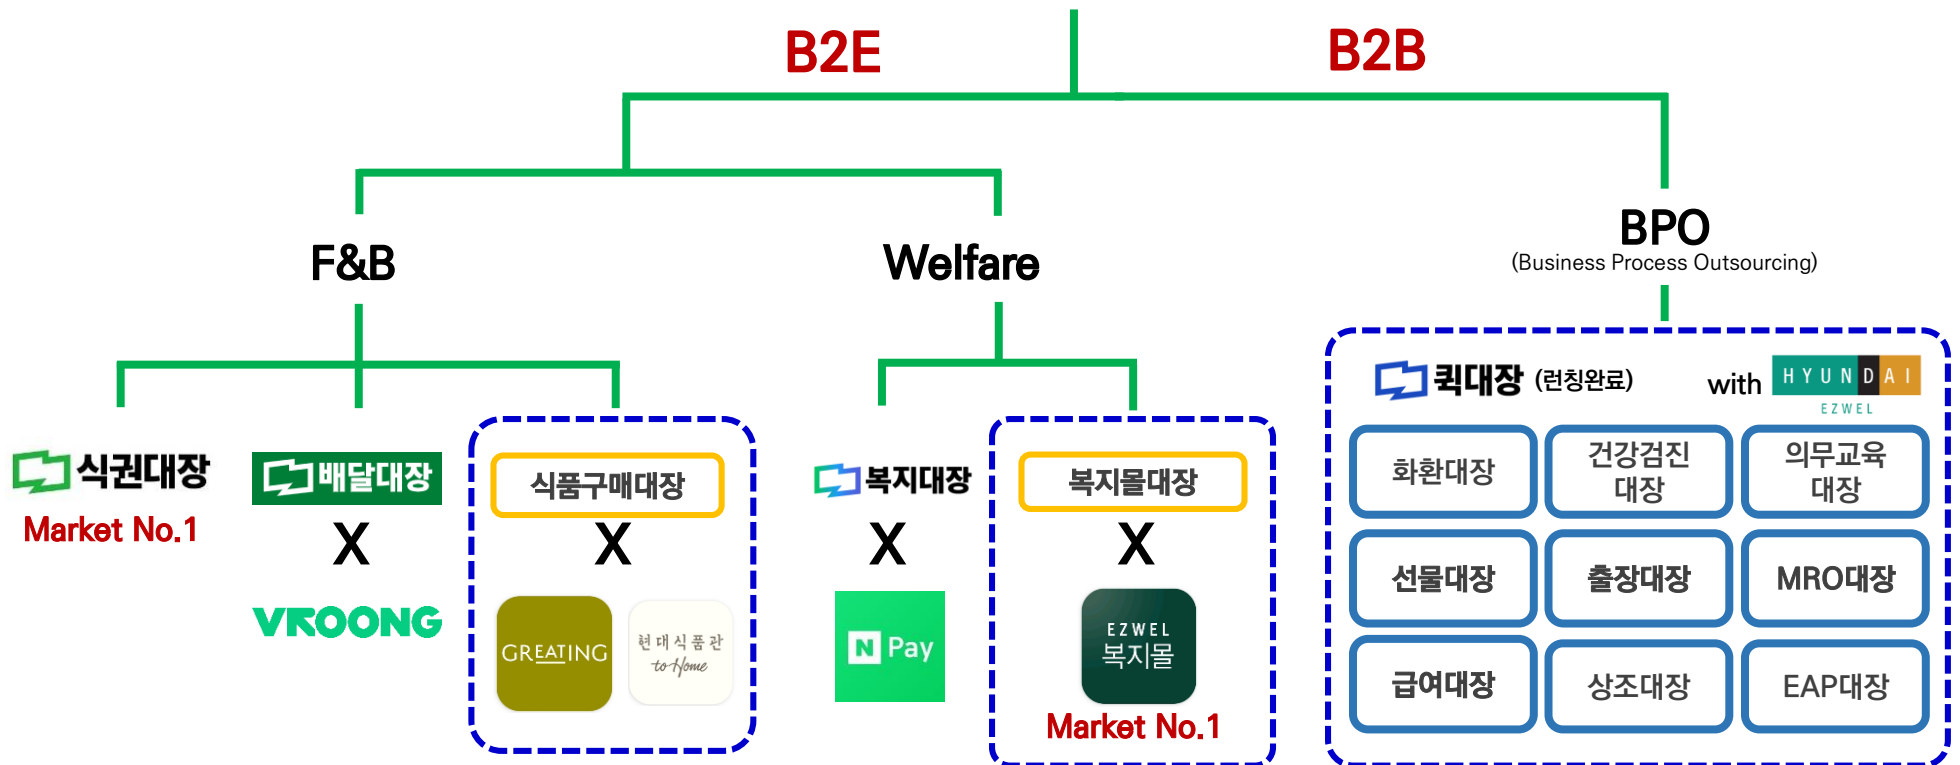 B2E
B2B
F&B
Welfare
BPO
(Business Process Outsourcing)
식권대장
Market No.1
배달대장
X
VROONG
식품구매대장
X
GREATING
현대식품관
to Home
복지대장
X
N Pay
복지몰대장
X
EZWEL
복지몰
Market No.1
퀵대장 (런칭완료)
with HYUNDAI
EZWEL
화환대장
건강검진
대장
의무교육
대장
선물대장
출장대장
MRO대장
급여대장
상조대장
EAP대장